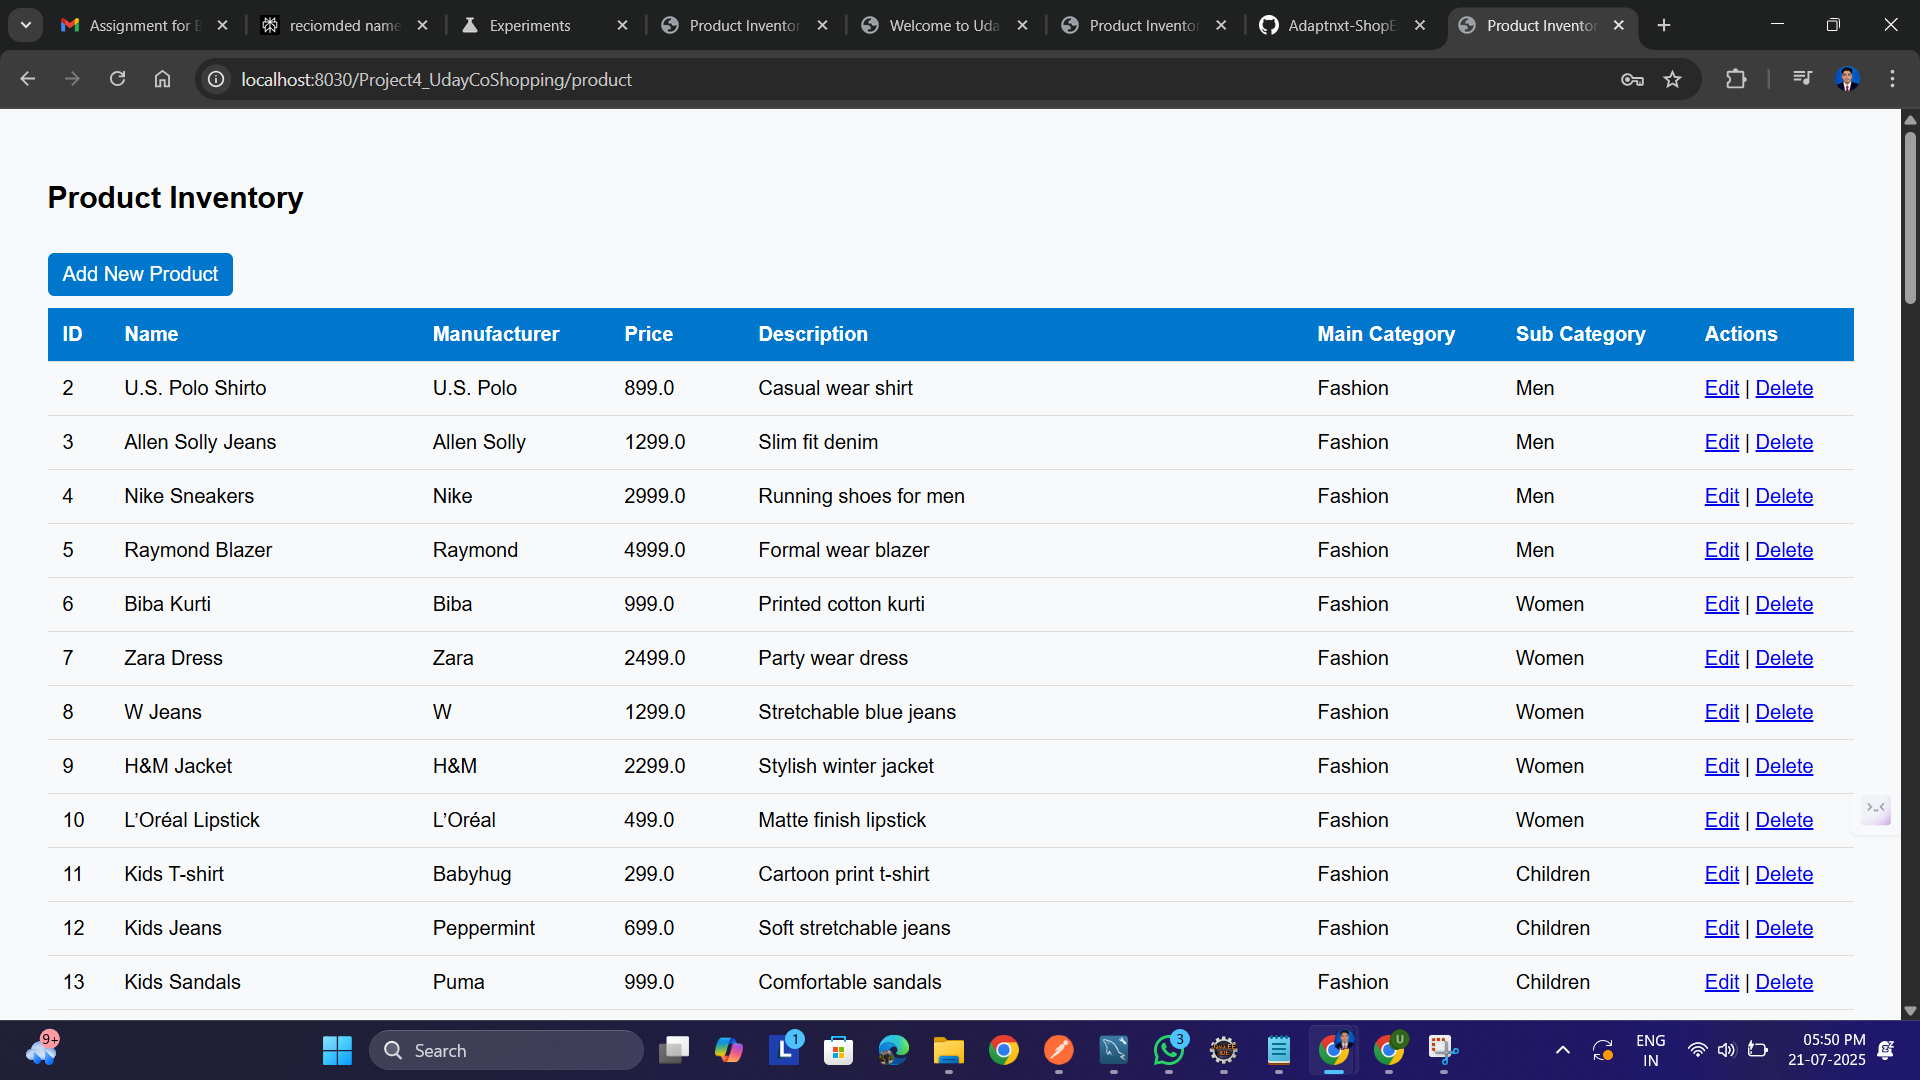 Assignment for B
reciomded name
Experiments
Product Inventor
Welcome to Uda
Product Inventor
Adaptnxt-ShopE
Product Inventor
localhost:8030/Project4_UdayCoShopping/product
Product Inventory
Add New Product
ID Name Manufacturer Price Description Main Category Sub Category Actions
2 U.S. Polo Shirto U.S. Polo 899.0 Casual wear shirt Fashion Men Edit | Delete
3 Allen Solly Jeans Allen Solly 1299.0 Slim fit denim Fashion Men Edit | Delete
4 Nike Sneakers Nike 2999.0 Running shoes for men Fashion Men Edit | Delete
5 Raymond Blazer Raymond 4999.0 Formal wear blazer Fashion Men Edit | Delete
6 Biba Kurti Biba 999.0 Printed cotton kurti Fashion Women Edit | Delete
7 Zara Dress Zara 2499.0 Party wear dress Fashion Women Edit | Delete
8 W Jeans W 1299.0 Stretchable blue jeans Fashion Women Edit | Delete
9 H&M Jacket H&M 2299.0 Stylish winter jacket Fashion Women Edit | Delete
10 L’Oréal Lipstick L’Oréal 499.0 Matte finish lipstick Fashion Women Edit | Delete
11 Kids T-shirt Babyhug 299.0 Cartoon print t-shirt Fashion Children Edit | Delete
12 Kids Jeans Peppermint 699.0 Soft stretchable jeans Fashion Children Edit | Delete
13 Kids Sandals Puma 999.0 Comfortable sandals Fashion Children Edit | Delete
9+
Search
1
3
U
ENG
IN
05:50 PM
21-07-2025